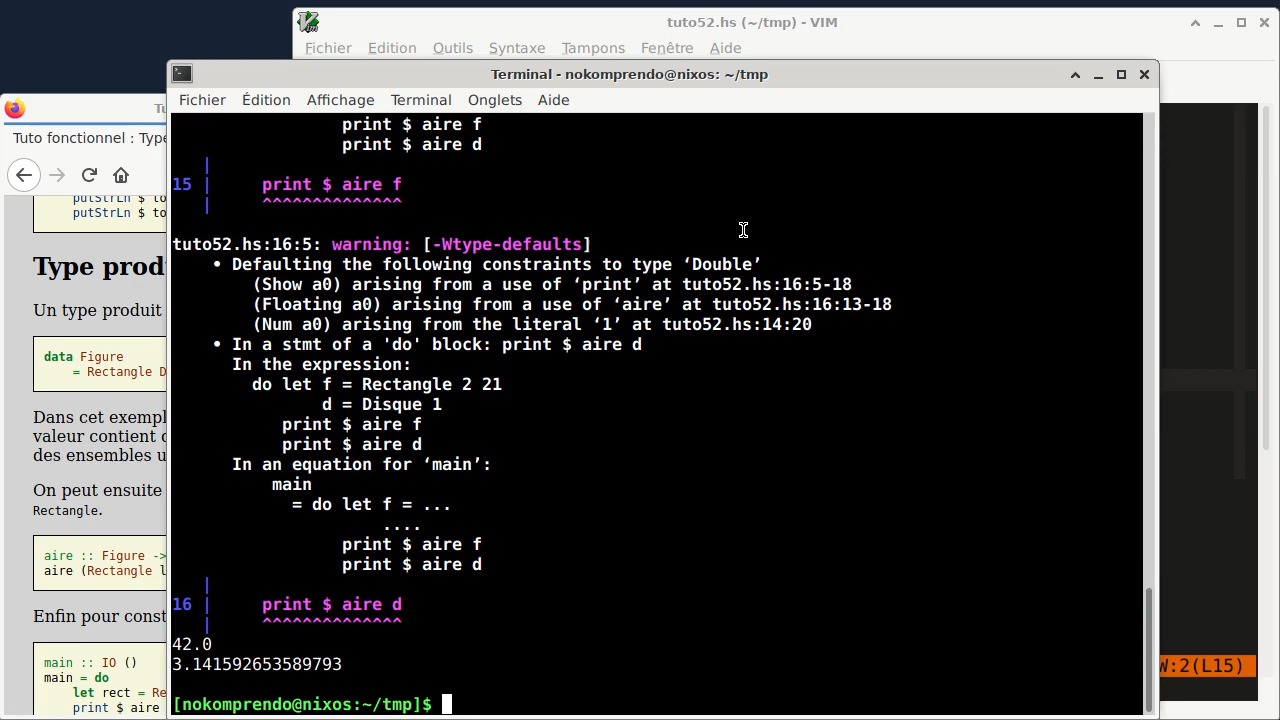 tuto52.hs (~/tmp) - VIM
Fichier Edition Outils Syntaxe Tampons Fenêtre Aide
Terminal - nokomprendo@nixos: ~/tmp
Fichier Édition Affichage Terminal Onglets Aide
print $ aire f
print $ aire d
|
15 | print $ aire f
| ^^^^^^^^^^^^^^
tuto52.hs:16:5: warning: [-Wtype-defaults]
• Defaulting the following constraints to type ‘Double’
(Show a0) arising from a use of ‘print’ at tuto52.hs:16:5-18
(Floating a0) arising from a use of ‘aire’ at tuto52.hs:16:13-18
(Num a0) arising from the literal ‘1’ at tuto52.hs:14:20
• In a stmt of a 'do' block: print $ aire d
In the expression:
do let f = Rectangle 2 21
d = Disque 1
print $ aire f
print $ aire d
In an equation for ‘main’:
main
= do let f = ...
....
print $ aire f
print $ aire d
|
16 | print $ aire d
| ^^^^^^^^^^^^^^
42.0
3.141592653589793
[nokomprendo@nixos:~/tmp]$
Tuto fonctionnel : Type
putStrLn $ to
putStrLn $ to
Type prod
Un type produit
data Figure
= Rectangle D
Dans cet exempl
valeur contient
des ensembles u
On peut ensuite
Rectangle.
aire :: Figure ->
aire (Rectangle l
Enfin pour const
main :: IO ()
main = do
let rect = Re
print $ aire
W:2(L15)